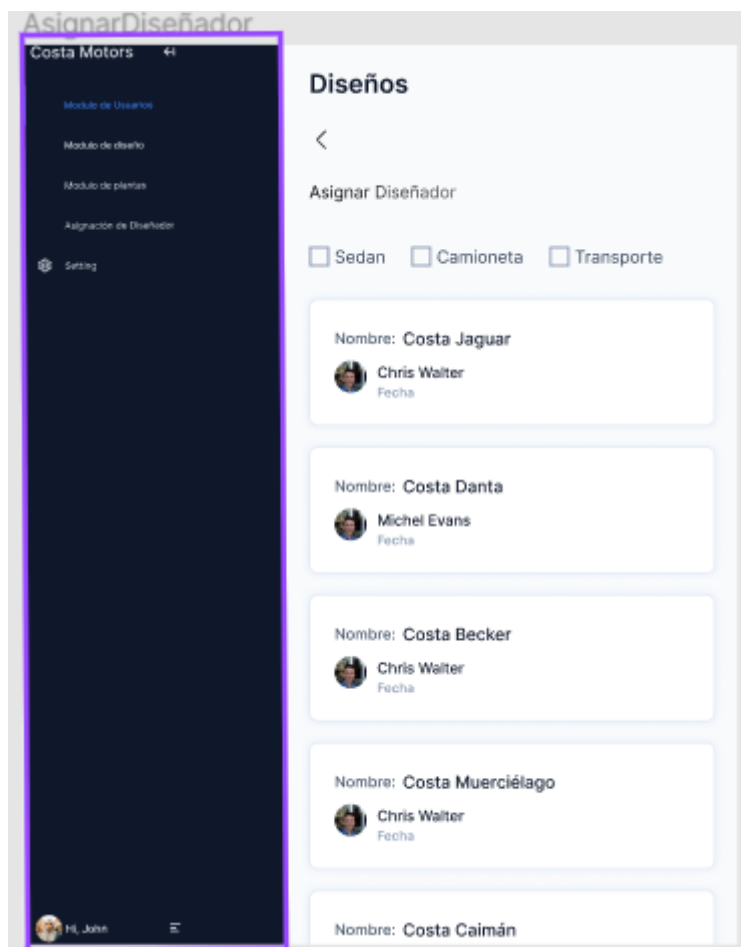 AsignarDiseñador
Costa Motors
Modulo de Usuarios
Modulo de diseño
Modulo de plantas
Asignación de Diseñador
Setting
Hi, John
Diseños
Asignar Diseñador
Sedan Camioneta Transporte
Nombre: Costa Jaguar
Chris Walter
Fecha
Nombre: Costa Danta
Michel Evans
Fecha
Nombre: Costa Becker
Chris Walter
Fecha
Nombre: Costa Muerciélago
Chris Walter
Fecha
Nombre: Costa Caimán